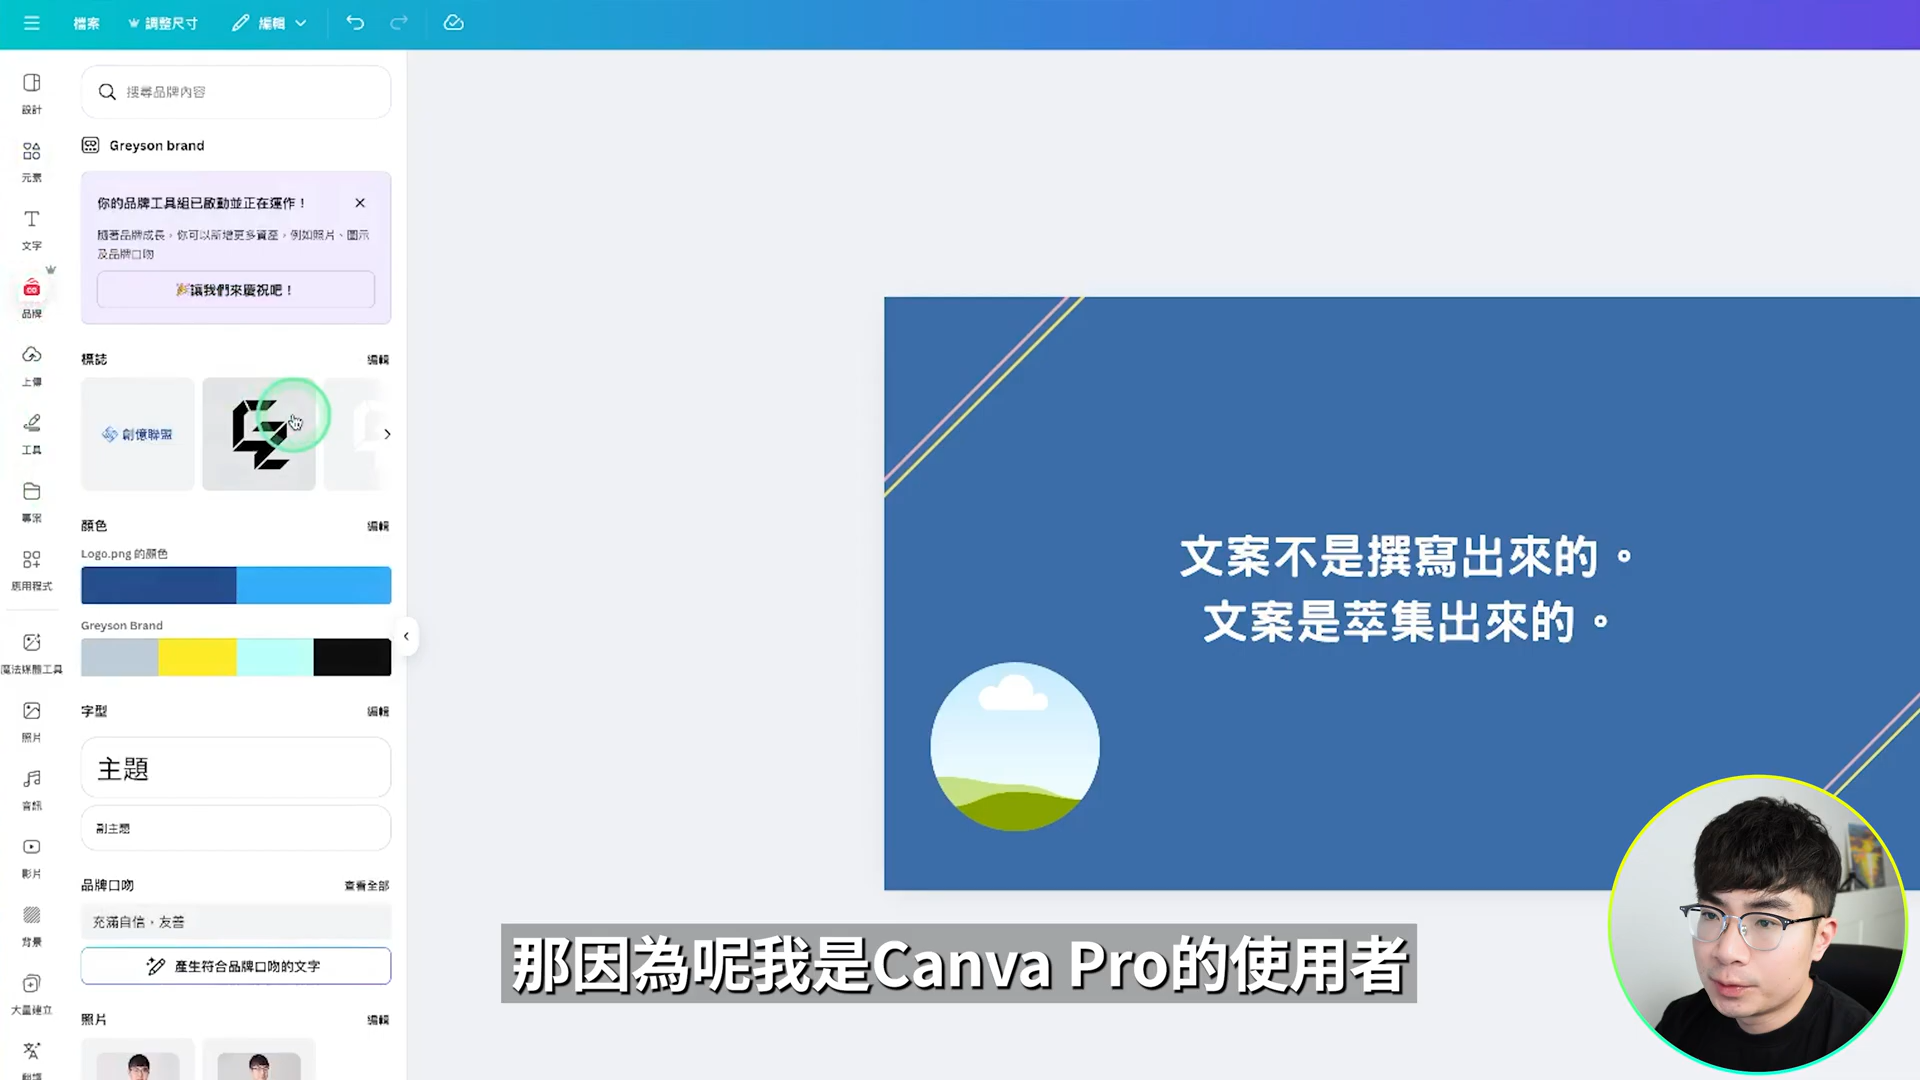 檔案
調整尺寸
編輯
設計
元素
文字
品牌
上傳
工具
專案
應用程式
魔法媒體工具
照片
音訊
影片
背景
大量建立
搜尋品牌內容
Greyson brand
你的品牌工具組已啟動並正在運作！
隨著品牌成長，你可以新增更多資產，例如照片、圖示
及品牌口吻
🎉讓我們來慶祝吧！
標誌
編輯
創億聯盟
顏色
編輯
Logo.png 的顏色
Greyson Brand
字型
編輯
主題
副主題
品牌口吻
查看全部
充滿自信，友善
產生符合品牌口吻的文字
照片
編輯
文案不是撰寫出來的。
文案是萃集出來的。
那因為呢我是Canva Pro的使用者